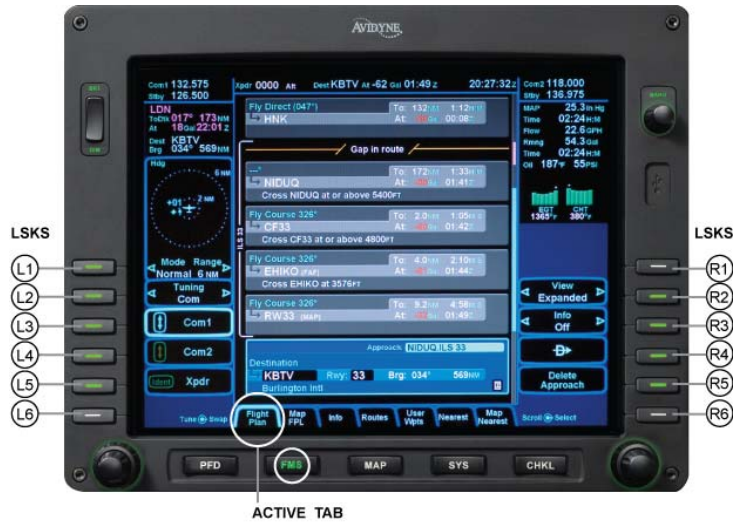 AVIDYNE
Com1 132.575
Stby 126.500
Xpdr 0000 Alt Dest KBTV At -62 Gal 01:49 z 20:27:32 z
Com2 118.000
Stby 136.975
LDN
ToDtk 017° 173 NM
At 18 Gal 22:01 z
Dest KBTV
Brg 034° 569 NM
Hdg
6 NM
+01
2 NM
Mode Range
Normal 6 NM
Tuning
Com
Com1
Com2
Ident Xpdr
Tune Swap
Fly Direct (047°) To: 132 NM 1:12 H:M
HNK At: 00:08 z
Gap in route
---° To: 172 NM 1:33 H:M
NIDUQ At: 01:41 z
Cross NIDUQ at or above 5400FT
ILS 33
Fly Course 326° To: 2.0 NM 1:05
CF33 At: 01:42 z
Cross CF33 at or above 4800FT
Fly Course 326° To: 4.0 NM 2:10
EHIKO (FAF) At: 01:44 z
Cross EHIKO at 3576FT
Fly Course 326° To: 9.2 NM 4:56
RW33 (MAP) At: 01:49 z
Approach: NIDUQ.ILS 33
Destination
KBTV Rwy: 33 Brg: 034° 569NM
Burlington Intl
MAP 25.3 In Hg
Time 02:24 H:M
Flow 22.6 GPH
Rmng 54.3 Gal
Time 02:24 H:M
Oil 187°F 55PSI
EGT CHT
1365°F 380°F
View
Expanded
Info
Off
D
Delete
Approach
Scroll Select
Flight Plan
Map FPL
Info
Routes
User Wpts
Nearest
Map Nearest
LSKS
L1
L2
L3
L4
L5
L6
LSKS
R1
R2
R3
R4
R5
R6
PFD FMS MAP SYS CHKL
ACTIVE TAB